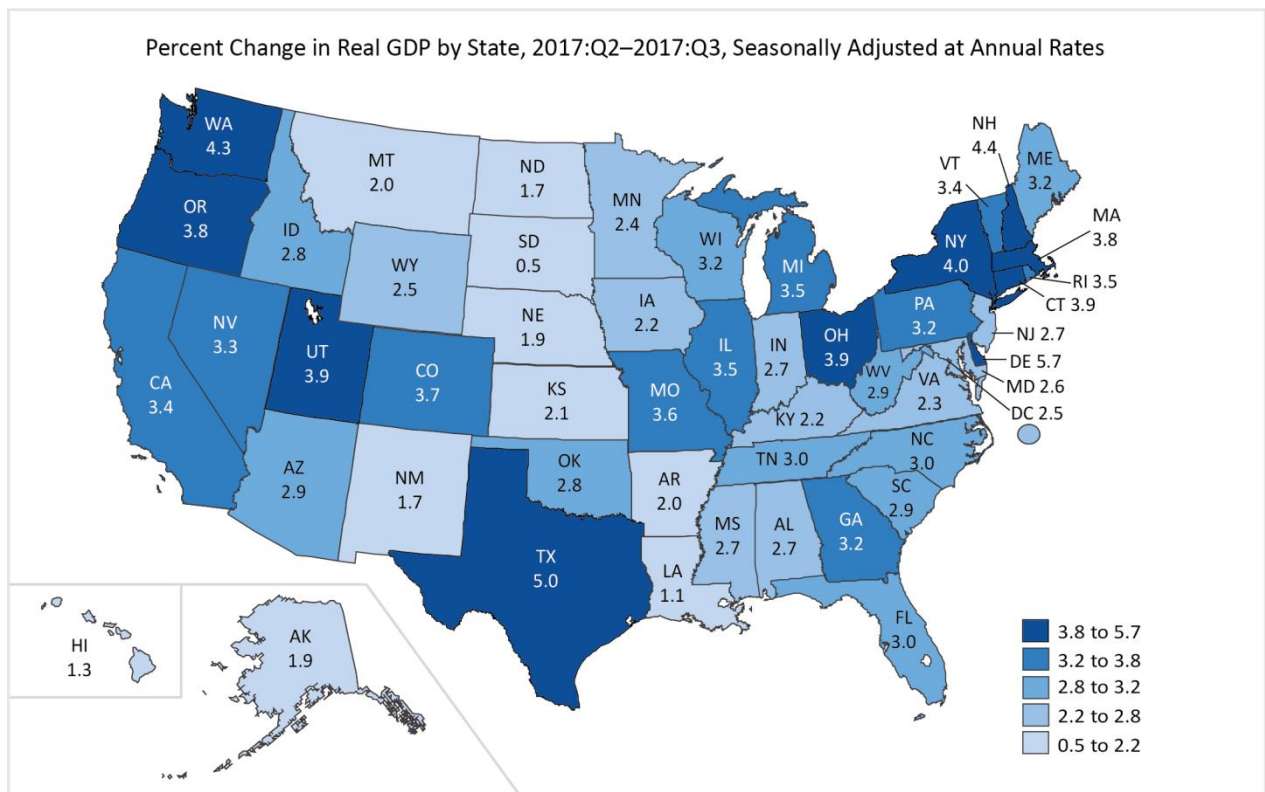 Percent Change in Real GDP by State, 2017:Q2–2017:Q3, Seasonally Adjusted at Annual Rates
WA
4.3
OR
3.8
CA
3.4
NV
3.3
ID
2.8
MT
2.0
WY
2.5
UT
3.9
CO
3.7
AZ
2.9
NM
1.7
ND
1.7
SD
0.5
NE
1.9
KS
2.1
OK
2.8
TX
5.0
MN
2.4
IA
2.2
MO
3.6
AR
2.0
LA
1.1
WI
3.2
IL
3.5
MI
3.5
IN
2.7
OH
3.9
KY 2.2
TN 3.0
MS
2.7
AL
2.7
GA
3.2
FL
3.0
SC
2.9
NC
3.0
VA
2.3
WV
2.9
PA
3.2
NY
4.0
VT
3.4
NH
4.4
ME
3.2
MA
3.8
RI 3.5
CT 3.9
NJ 2.7
DE 5.7
MD 2.6
DC 2.5
HI
1.3
AK
1.9
3.8 to 5.7
3.2 to 3.8
2.8 to 3.2
2.2 to 2.8
0.5 to 2.2